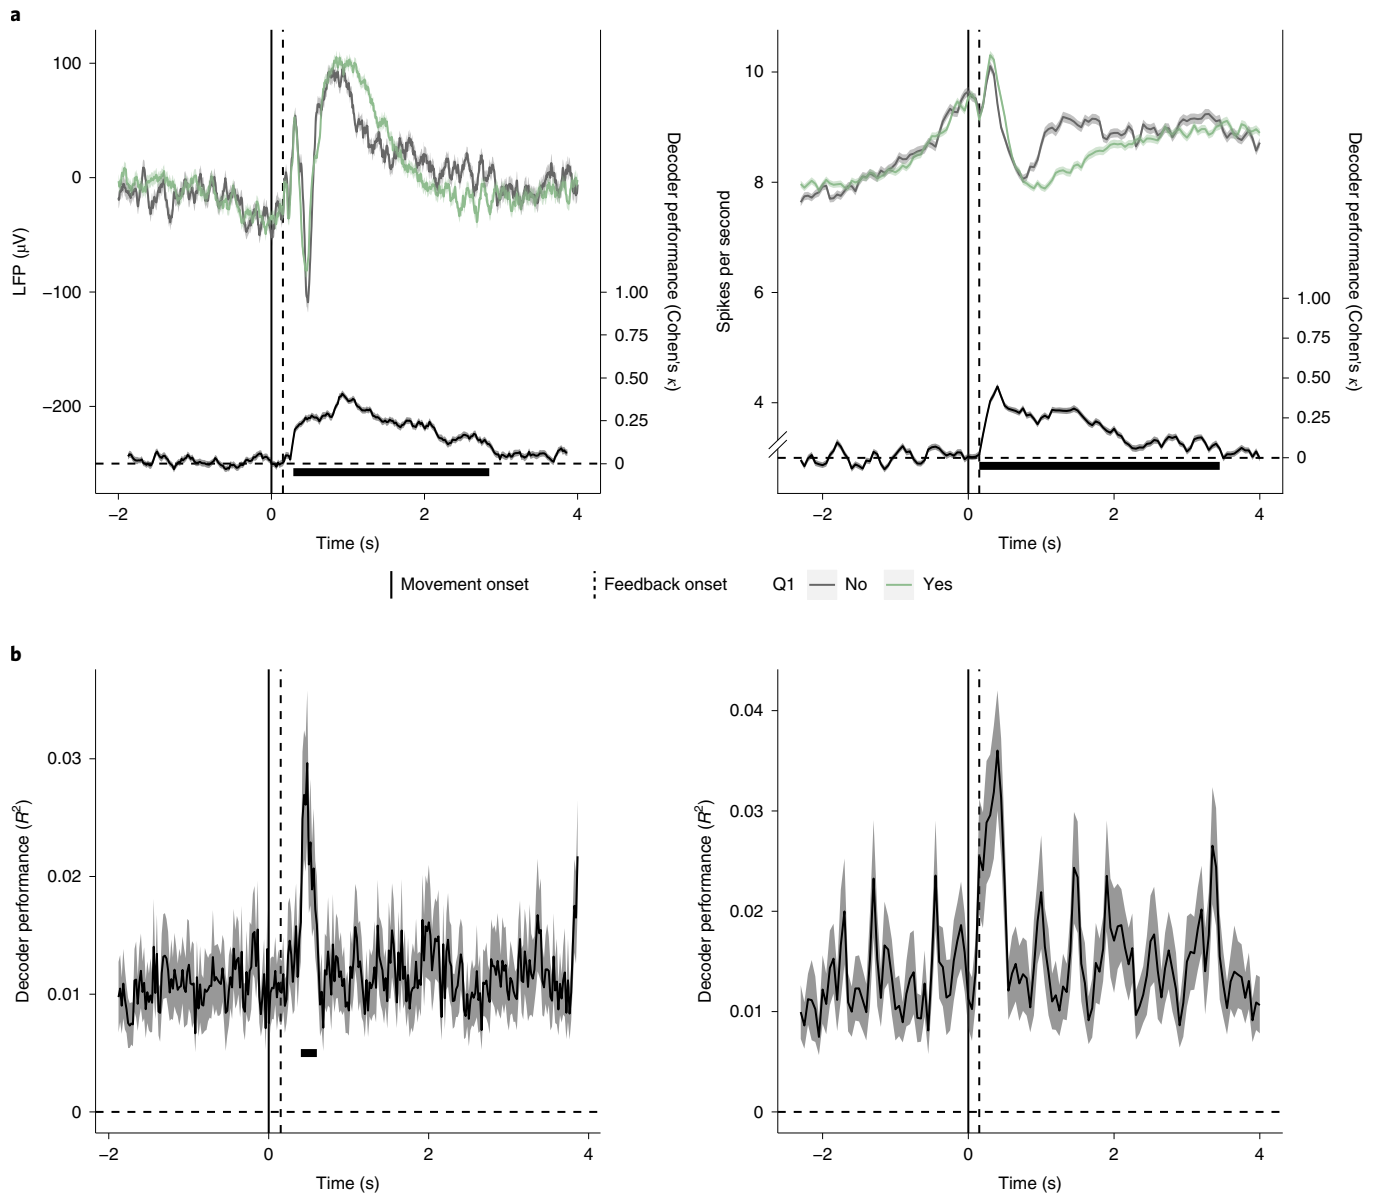 a
100
0
−100
−200
LFP (μV)
1.00
0.75
0.50
0.25
0
Decoder performance (Cohen's κ)
−2
0
2
4
Time (s)
10
8
6
4
Spikes per second
1.00
0.75
0.50
0.25
0
Decoder performance (Cohen's κ)
−2
0
2
4
Time (s)
Movement onset
Feedback onset
Q1
No
Yes
b
0.03
0.02
0.01
0
Decoder performance (R²)
−2
0
2
4
Time (s)
0.04
0.03
0.02
0.01
0
Decoder performance (R²)
−2
0
2
4
Time (s)